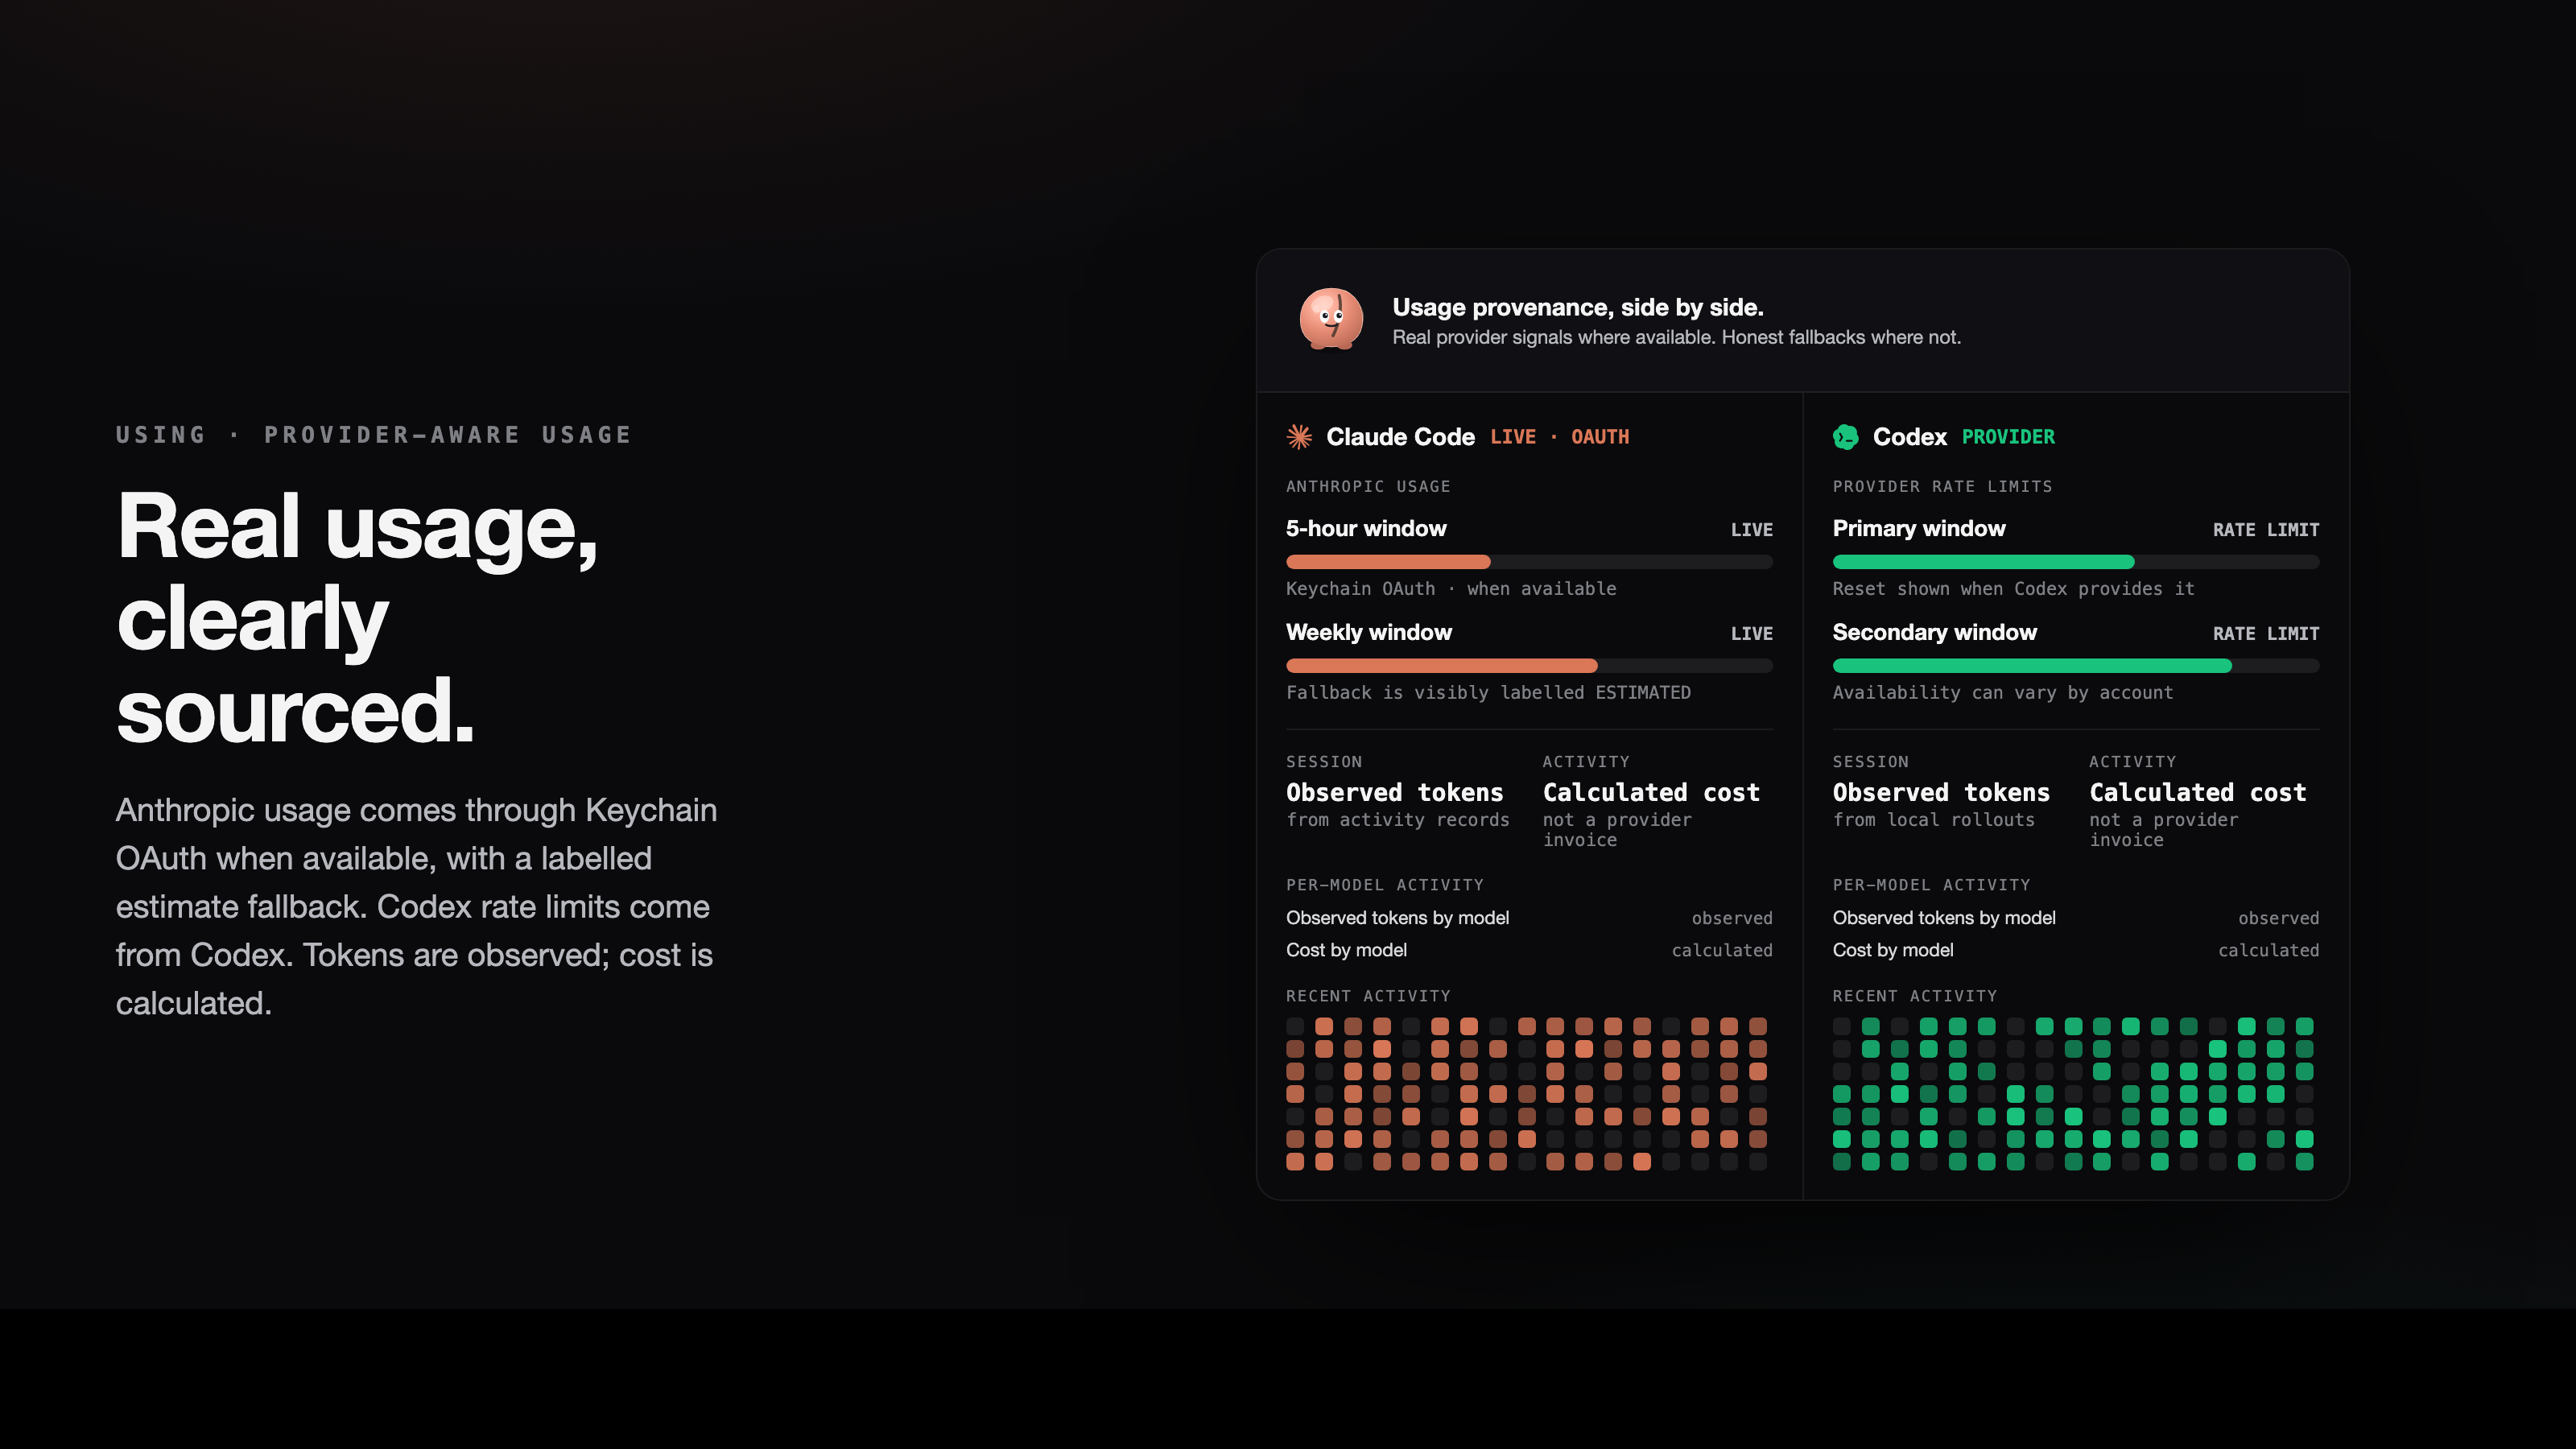 USING · PROVIDER-AWARE USAGE
Real usage,
clearly
sourced.
Anthropic usage comes through Keychain
OAuth when available, with a labelled
estimate fallback. Codex rate limits come
from Codex. Tokens are observed; cost is
calculated.
Usage provenance, side by side.
Real provider signals where available. Honest fallbacks where not.
Claude Code LIVE · OAUTH
ANTHROPIC USAGE
5-hour window LIVE
Keychain OAuth · when available
Weekly window LIVE
Fallback is visibly labelled ESTIMATED
SESSION
Observed tokens
from activity records
ACTIVITY
Calculated cost
not a provider
invoice
PER-MODEL ACTIVITY
Observed tokens by model observed
Cost by model calculated
RECENT ACTIVITY
Codex PROVIDER
PROVIDER RATE LIMITS
Primary window RATE LIMIT
Reset shown when Codex provides it
Secondary window RATE LIMIT
Availability can vary by account
SESSION
Observed tokens
from local rollouts
ACTIVITY
Calculated cost
not a provider
invoice
PER-MODEL ACTIVITY
Observed tokens by model observed
Cost by model calculated
RECENT ACTIVITY